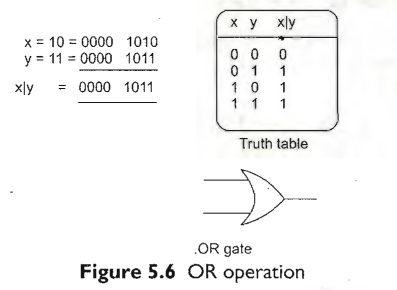 x = 10 = 0000 1010
y = 11 = 0000 1011
x|y = 0000 1011
x y x|y
0 0 0
0 1 1
1 0 1
1 1 1
Truth table
.OR gate
Figure 5.6 OR operation